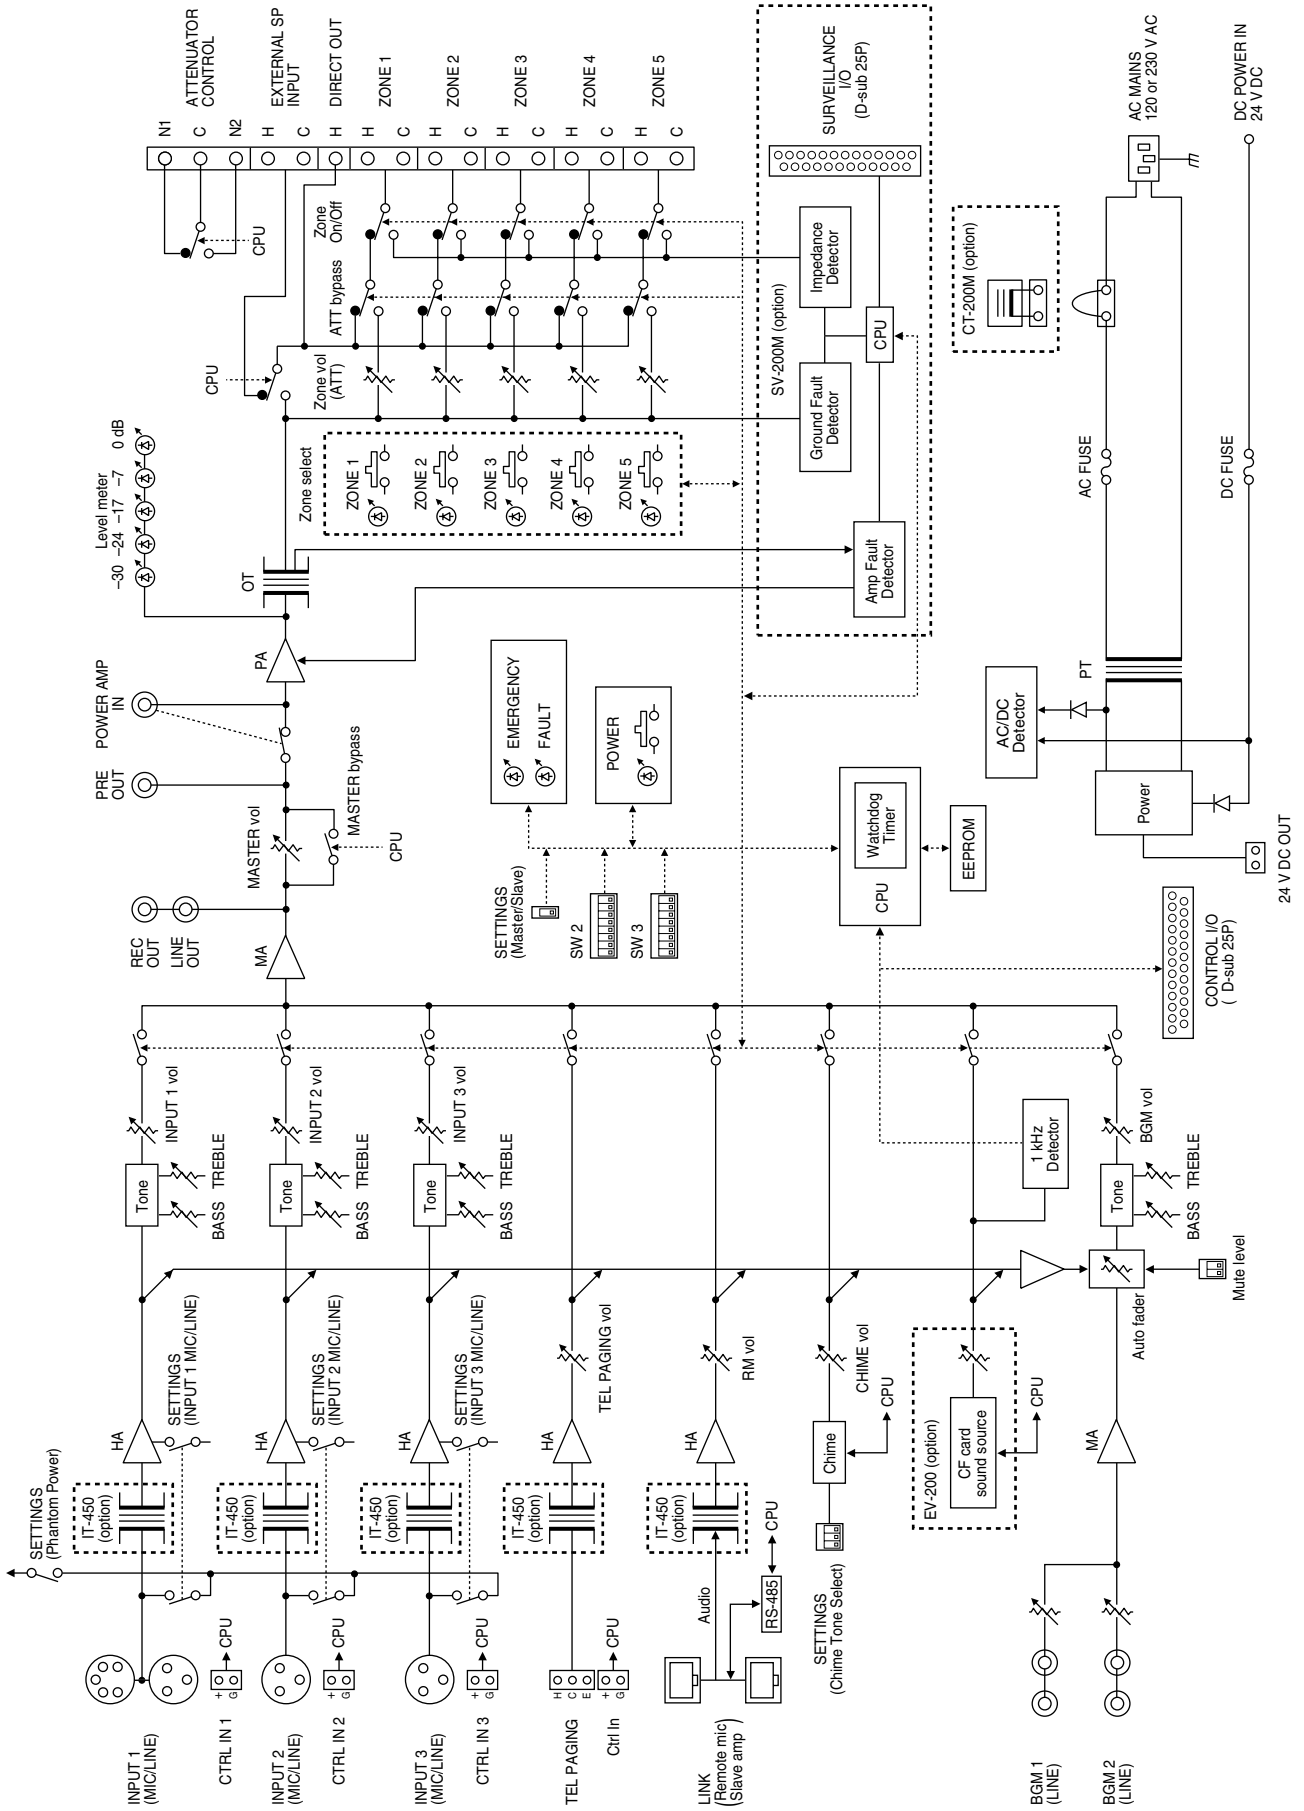 INPUT 1
(MIC/LINE)
CTRL IN 1
+
G
CPU
SETTINGS
(Phantom Power)
IT-450
(option)
HA
SETTINGS
(INPUT 1 MIC/LINE)
Tone
BASS
TREBLE
INPUT 1 vol
INPUT 2
(MIC/LINE)
CTRL IN 2
+
G
CPU
IT-450
(option)
HA
SETTINGS
(INPUT 2 MIC/LINE)
Tone
BASS
TREBLE
INPUT 2 vol
INPUT 3
(MIC/LINE)
CTRL IN 3
+
G
CPU
IT-450
(option)
HA
SETTINGS
(INPUT 3 MIC/LINE)
Tone
BASS
TREBLE
INPUT 3 vol
TEL PAGING
H
C
E
Ctrl In
+
G
CPU
IT-450
(option)
HA
TEL PAGING vol
LINK
(Remote mic
Slave amp)
Audio
RS-485
CPU
IT-450
(option)
HA
RM vol
SETTINGS
(Chime Tone Select)
Chime
CPU
CHIME vol
EV-200 (option)
CF card
sound source
CPU
1 kHz
Detector
BGM 1
(LINE)
BGM 2
(LINE)
MA
Auto fader
Mute level
Tone
BASS
TREBLE
BGM vol
MA
REC
OUT
LINE
OUT
MASTER vol
MASTER bypass
CPU
PRE
OUT
POWER AMP
IN
PA
OT
Level meter
–30 –24 –17 –7 0 dB
SETTINGS
(Master/Slave)
SW 2
SW 3
EMERGENCY
FAULT
POWER
CPU
Watchdog
Timer
EEPROM
CONTROL I/O
( D-sub 25P)
Zone select
ZONE 1
ZONE 2
ZONE 3
ZONE 4
ZONE 5
CPU
Zone vol
(ATT)
ATT bypass
Zone
On/Off
CPU
N1
C
N2
H
C
H
H
C
H
C
H
C
H
C
H
C
ATTENUATOR
CONTROL
EXTERNAL SP
INPUT
DIRECT OUT
ZONE 1
ZONE 2
ZONE 3
ZONE 4
ZONE 5
SV-200M (option)
Amp Fault
Detector
Ground Fault
Detector
CPU
Impedance
Detector
SURVEILLANCE
I/O
(D-sub 25P)
24 V DC OUT
Power
AC/DC
Detector
PT
AC FUSE
DC FUSE
CT-200M (option)
AC MAINS
120 or 230 V AC
DC POWER IN
24 V DC